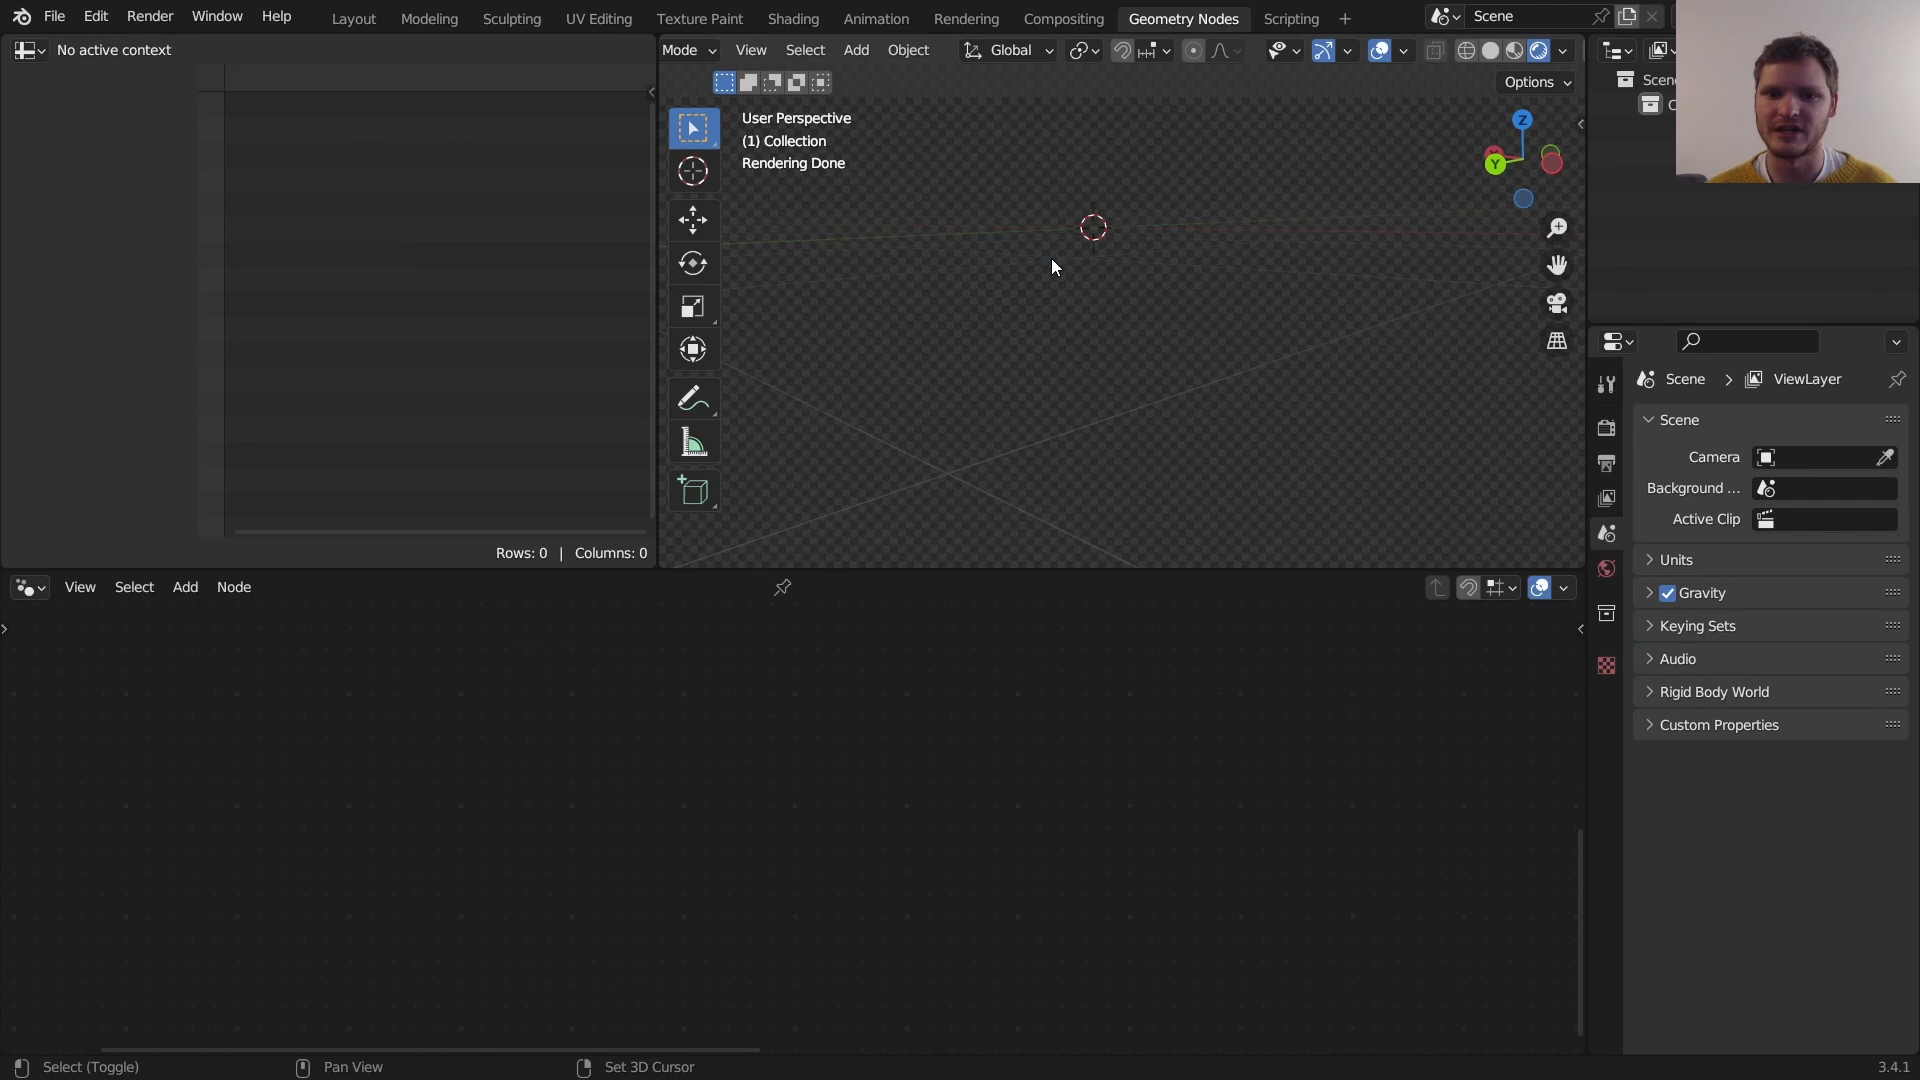 File Edit Render Window Help Layout Modeling Sculpting UV Editing Texture Paint Shading Animation Rendering Compositing Geometry Nodes Scripting + Scene
No active context
Mode View Select Add Object Global
Options
User Perspective
(1) Collection
Rendering Done
Z
Y
Rows: 0 | Columns: 0
View Select Add Node
Scene > ViewLayer
Scene
Camera
Background ...
Active Clip
Units
Gravity
Keying Sets
Audio
Rigid Body World
Custom Properties
Select (Toggle) Pan View Set 3D Cursor 3.4.1